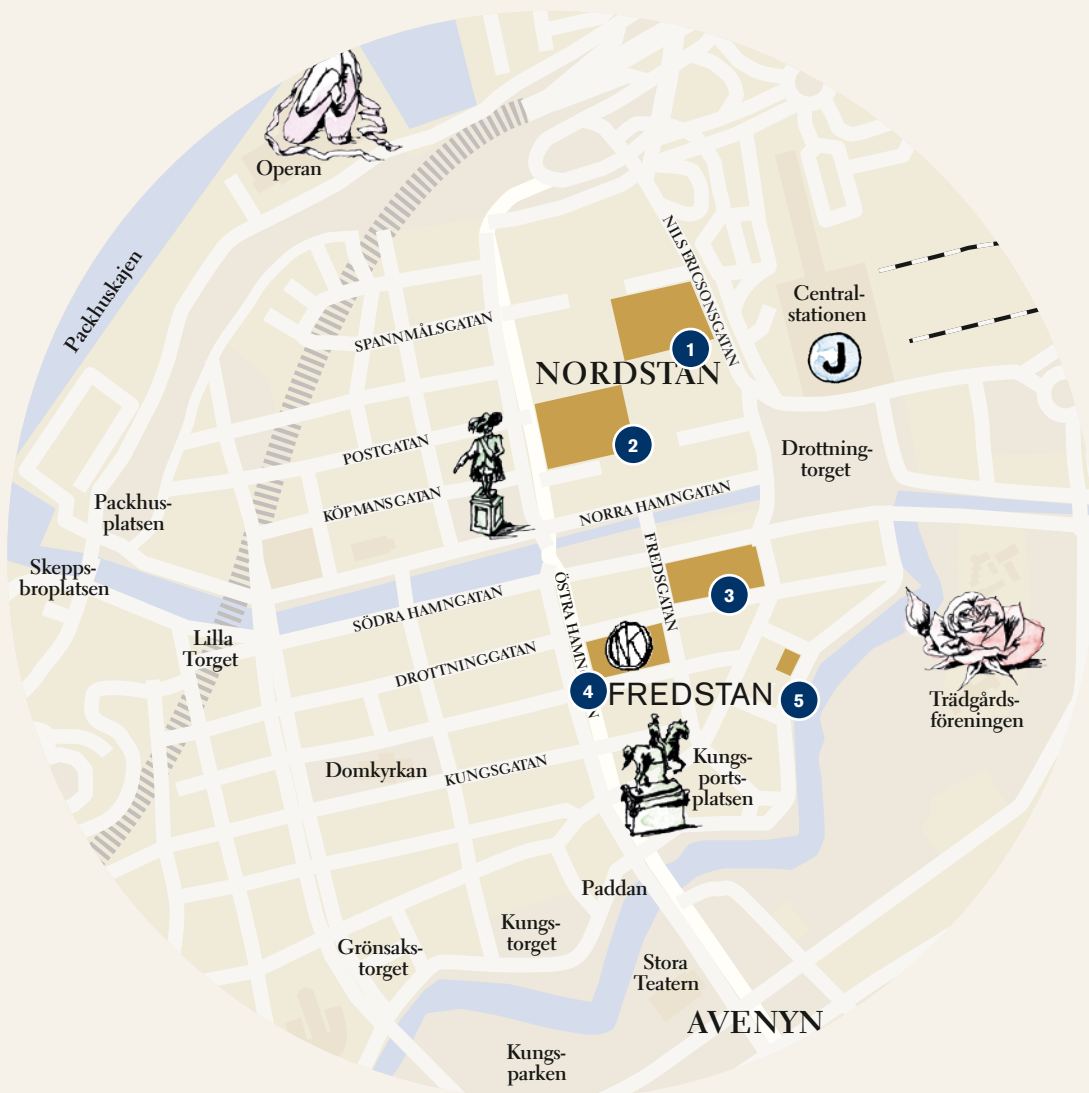 Operan
Packhuskajen
NILS ERICSONSGATAN
Central-
stationen
J
SPANNMÅLSGATAN
1
NORDSTAN
2
POSTGATAN
Drottning-
torget
KÖPMANSGATAN
Packhus-
platsen
NORRA HAMNGATAN
Skepps-
broplatsen
FREDSGATAN
3
SÖDRA HAMNGATAN
ÖSTRA HAMN
N
Lilla
Torget
DROTTNINGGATAN
NK
4
FREDSTAN
5
Trädgårds-
föreningen
Domkyrkan
KUNGSGATAN
Kungs-
ports-
platsen
Paddan
Kungs-
torget
Grönsaks-
torget
Stora
Teatern
AVENYN
Kungs-
parken